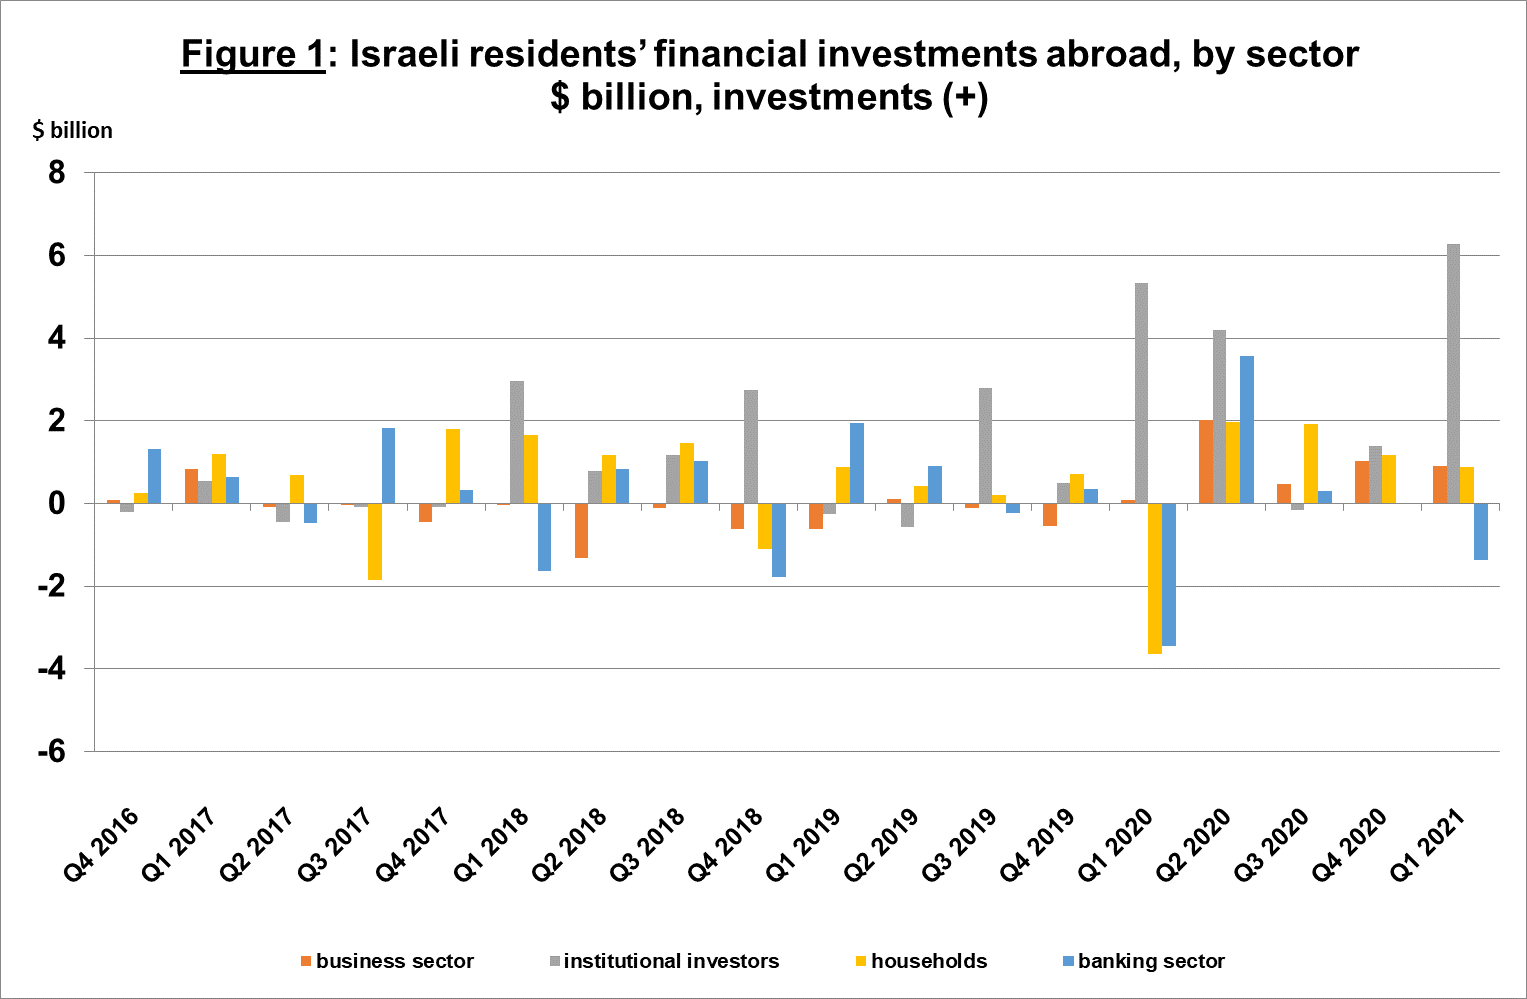 Figure 1: Israeli residents’ financial investments abroad, by sector
$ billion, investments (+)
$ billion
8
6
4
2
0
-2
-4
-6
Q4 2016
Q1 2017
Q2 2017
Q3 2017
Q4 2017
Q1 2018
Q2 2018
Q3 2018
Q4 2018
Q1 2019
Q2 2019
Q3 2019
Q4 2019
Q1 2020
Q2 2020
Q3 2020
Q4 2020
Q1 2021
business sector
institutional investors
households
banking sector